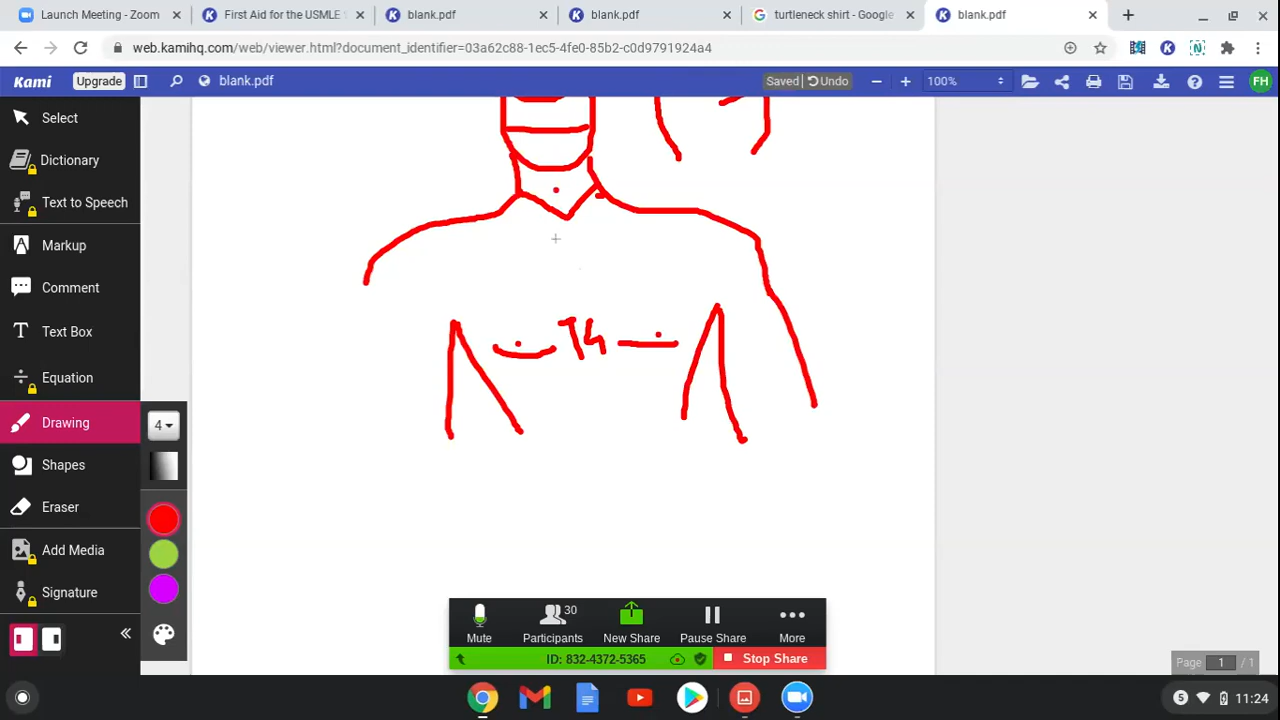 Launch Meeting - Zoom
First Aid for the USMLE
blank.pdf
blank.pdf
turtleneck shirt - Google
blank.pdf
web.kamihq.com/web/viewer.html?document_identifier=03a62c88-1ec5-4fe0-85b2-c0d9791924a4
Kami
Upgrade
blank.pdf
Saved
Undo
100%
FH
Select
Dictionary
Text to Speech
Markup
Comment
Text Box
Equation
Drawing
4
Shapes
Eraser
Add Media
Signature
T4
30
Mute
Participants
New Share
Pause Share
More
ID: 832-4372-5365
Stop Share
Page 1 / 1
5
11:24